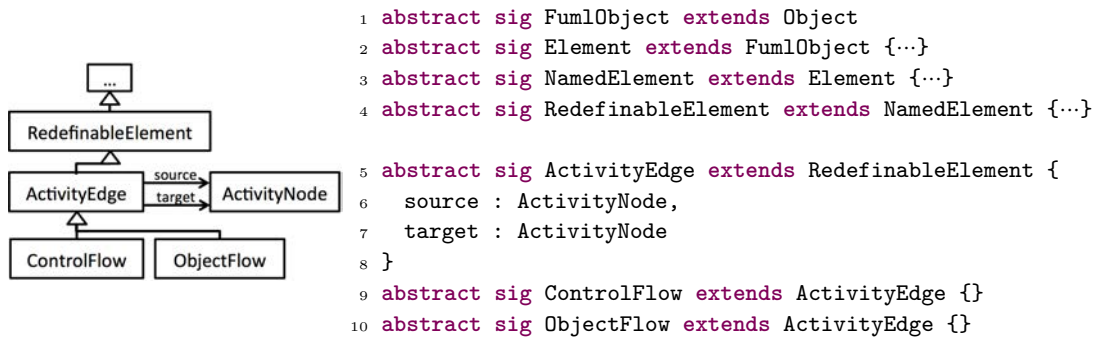 ...
RedefinableElement
ActivityEdge
source
target
ActivityNode
ControlFlow
ObjectFlow
1 abstract sig FumlObject extends Object
2 abstract sig Element extends FumlObject {⋯}
3 abstract sig NamedElement extends Element {⋯}
4 abstract sig RedefinableElement extends NamedElement {⋯}
5 abstract sig ActivityEdge extends RedefinableElement {
6 source : ActivityNode,
7 target : ActivityNode
8 }
9 abstract sig ControlFlow extends ActivityEdge {}
10 abstract sig ObjectFlow extends ActivityEdge {}